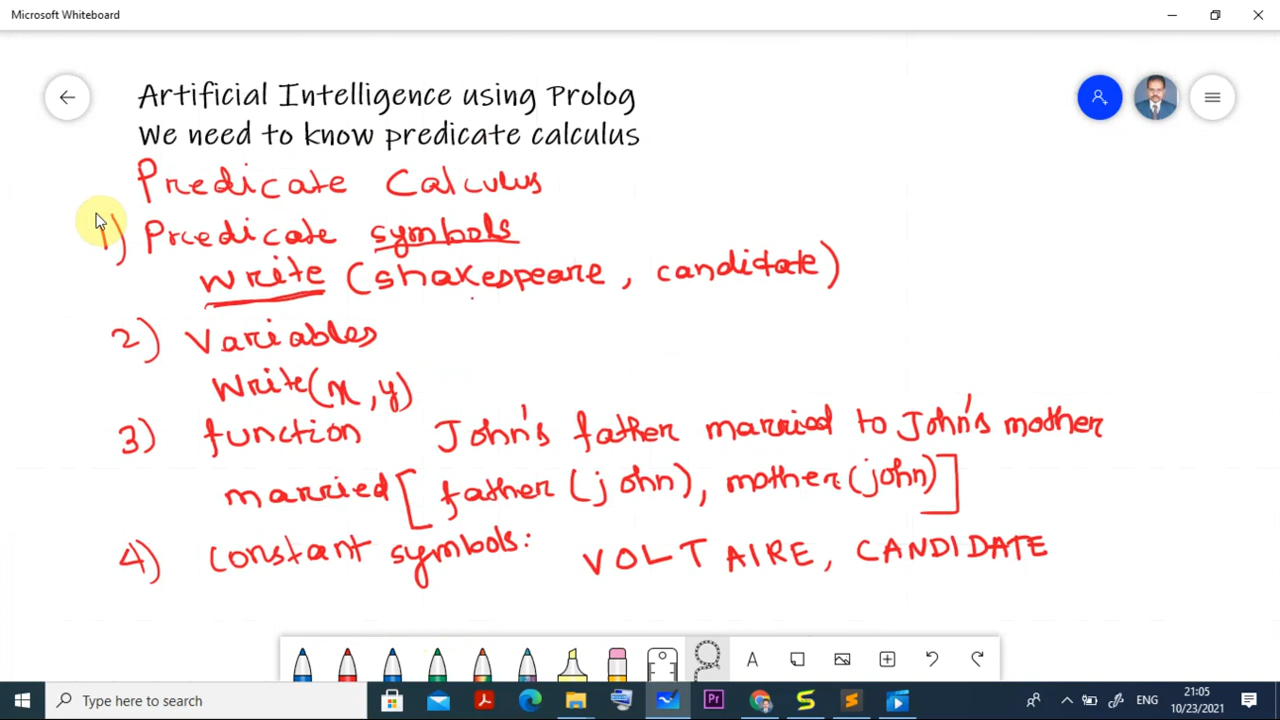 Microsoft Whiteboard
Artificial Intelligence using Prolog
We need to know predicate calculus
Predicate Calculus
1) Predicate symbols
Write (shakespeare, candidate)
2) Variables
Write(x, y)
3) function John's father married to John's mother
married[father (john), mother(john)]
4) Constant symbols: VOLTAIRE, CANDIDATE
A
Type here to search
Pr
S
ENG
21:05
10/23/2021